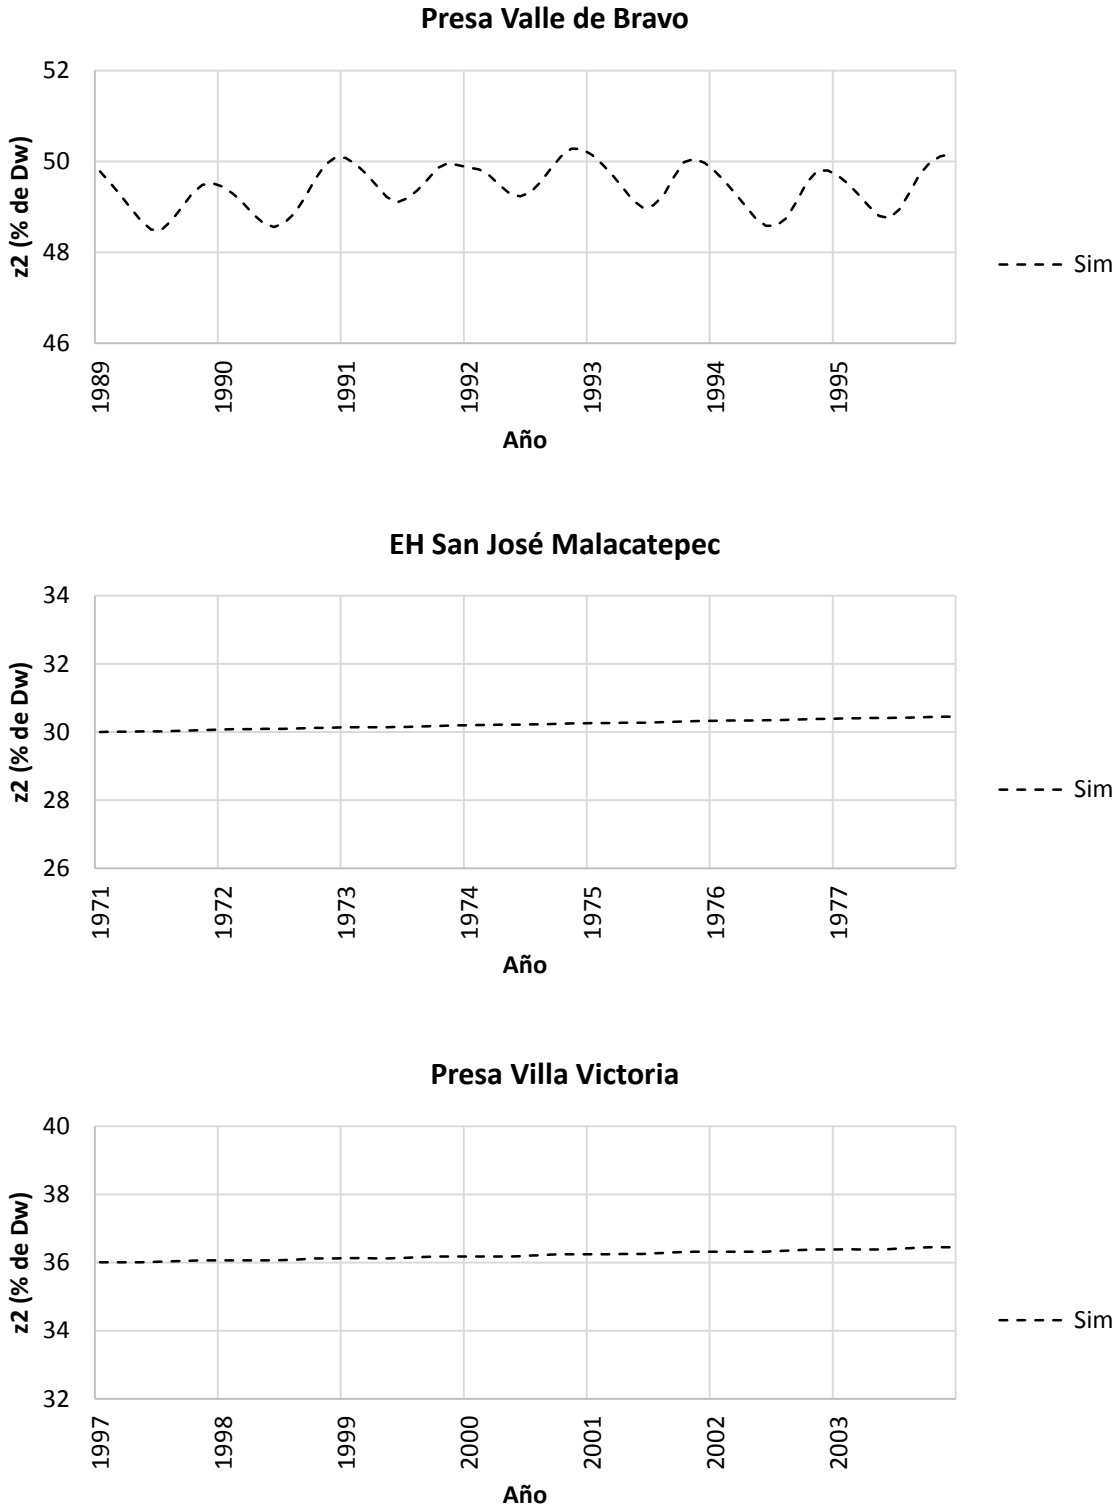 Presa Valle de Bravo
52
50
48
46
z2 (% de Dw)
1989
1990
1991
1992
1993
1994
1995
Año
Sim
EH San José Malacatepec
34
32
30
28
26
z2 (% de Dw)
1971
1972
1973
1974
1975
1976
1977
Año
Sim
Presa Villa Victoria
40
38
36
34
32
z2 (% de Dw)
1997
1998
1999
2000
2001
2002
2003
Año
Sim